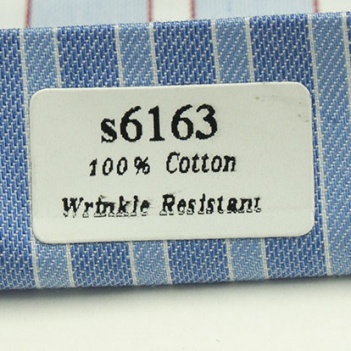 s6163
100% Cotton
Wrinkle Resistant